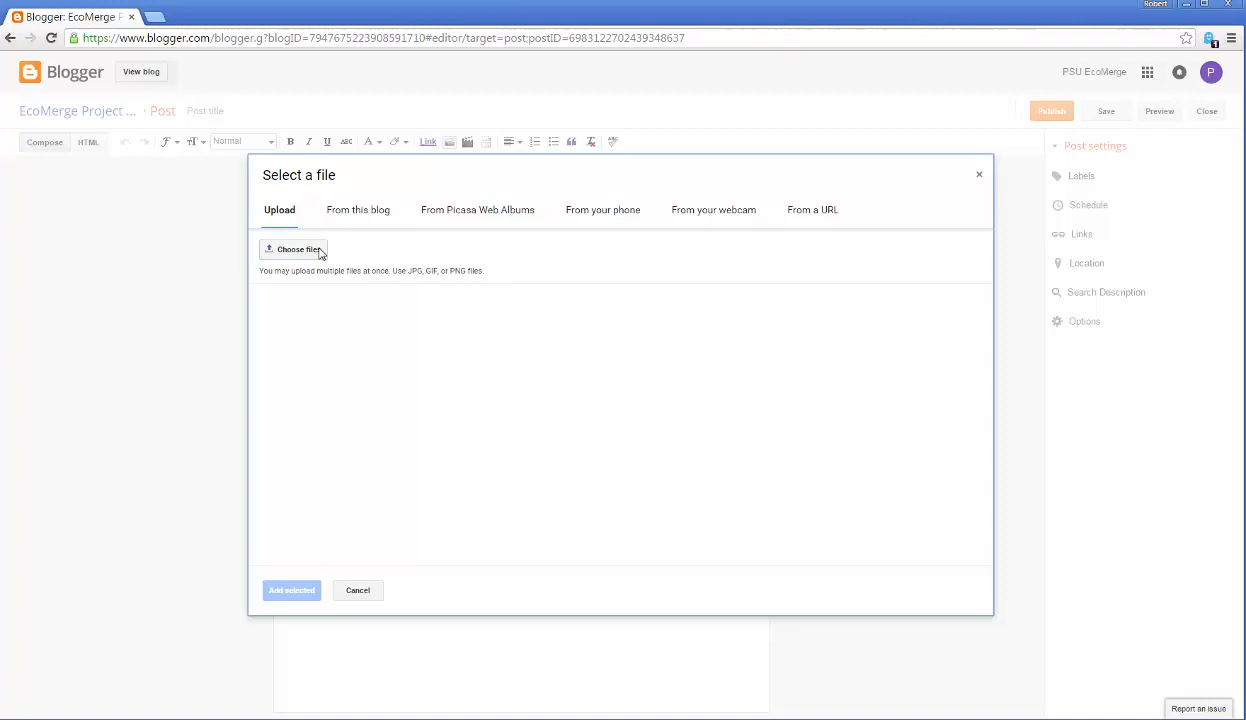 Robert
Blogger: EcoMerge P
https://www.blogger.com/blogger.g?blogID=7947675223908591710#editor/target=post;postID=6983122702439348637
1
Blogger
View blog
PSU EcoMerge
P
EcoMerge Project ... · Post
Post title
Publish
Save
Preview
Close
Compose
HTML
Normal
B
I
U
ABC
A
Link
Post settings
Labels
Schedule
Links
Location
Search Description
Options
Select a file
Upload
From this blog
From Picasa Web Albums
From your phone
From your webcam
From a URL
Choose files
You may upload multiple files at once. Use JPG, GIF, or PNG files.
Add selected
Cancel
Report an issue